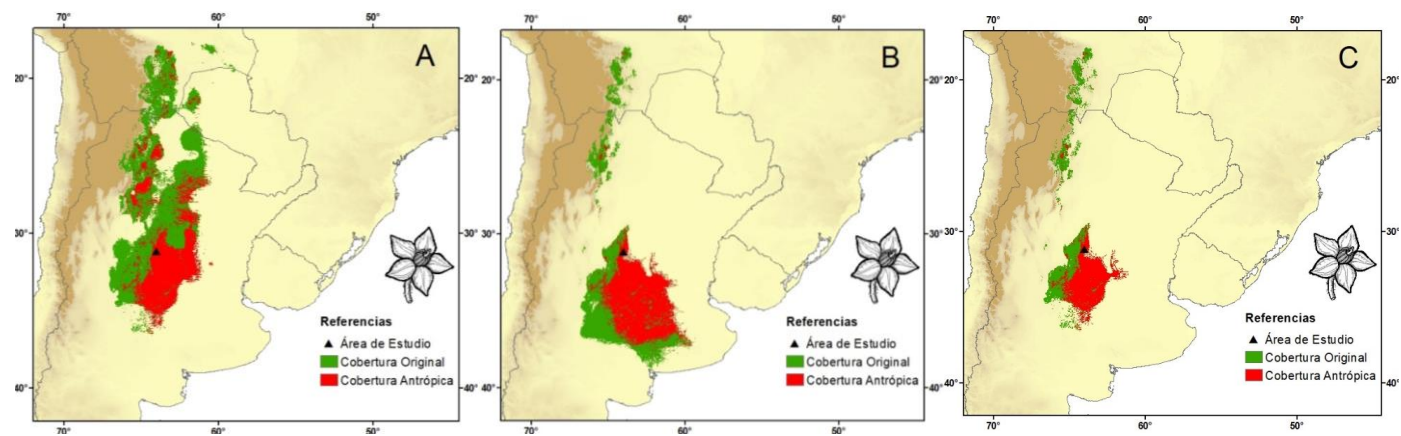 70° 60° 50°
A
20°
30°
40°
Referencias
Área de Estudio
Cobertura Original
Cobertura Antrópica
70° 60° 50°
70° 60° 50°
B
20° 20°
30° 30°
40° 40°
Referencias
Área de Estudio
Cobertura Original
Cobertura Antrópica
70° 60° 50°
70° 60° 50°
C
20° 20°
30° 30°
40° 40°
Referencias
Área de Estudio
Cobertura Original
Cobertura Antrópica
70° 60° 50°